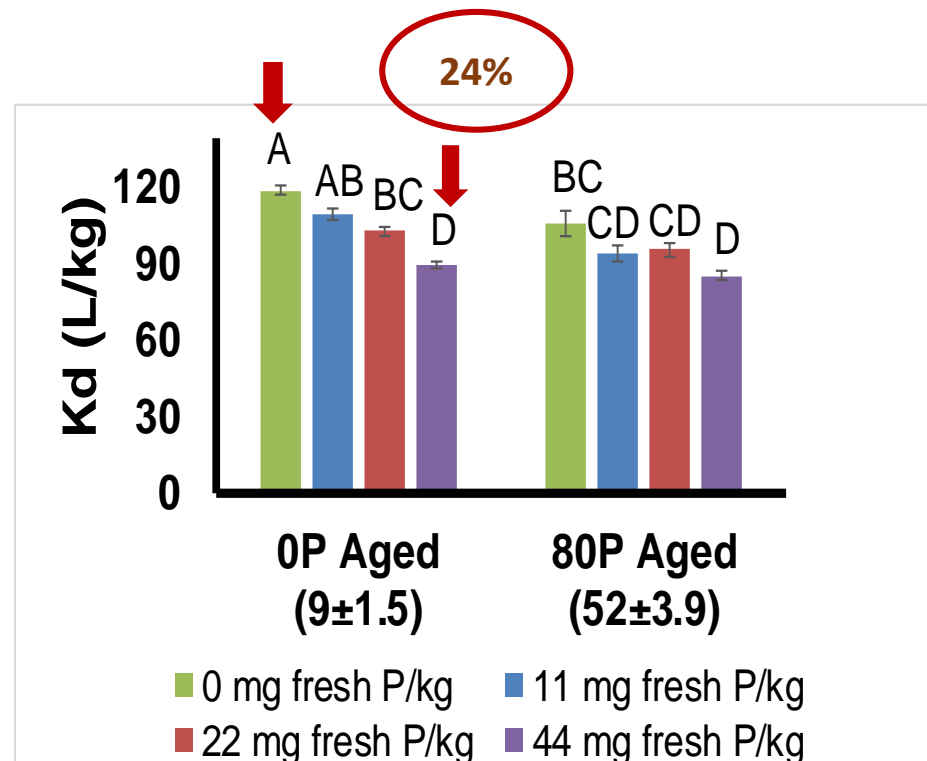 24%
A
AB
BC
D
BC
CD
CD
D
Kd (L/kg)
120
90
60
30
0
0P Aged
(9±1.5)
80P Aged
(52±3.9)
0 mg fresh P/kg
11 mg fresh P/kg
22 mg fresh P/kg
44 mg fresh P/kg